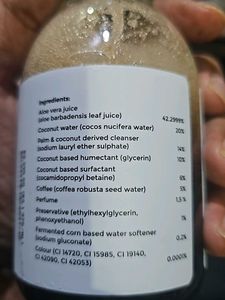 Ingredients:
Aloe vera juice
(aloe barbadensis leaf juice) 42.2999%
Coconut water (cocos nucifera water) 20%
Palm & coconut derived cleanser
(sodium lauryl ether sulphate) 14%
Coconut based humectant (glycerin) 10%
Coconut based surfactant
(cocamidopropyl betaine) 6%
Coffee (coffea robusta seed water) 5%
Perfume 1,5 %
Preservative (ethylhexylglycerin,
phenoxyethanol) 1%
Fermented corn based water softener
(sodium gluconate) 0,2%
Colour (CI 14720, CI 15985, CI 19140,
CI 42090, CI 42053) 0,0001%